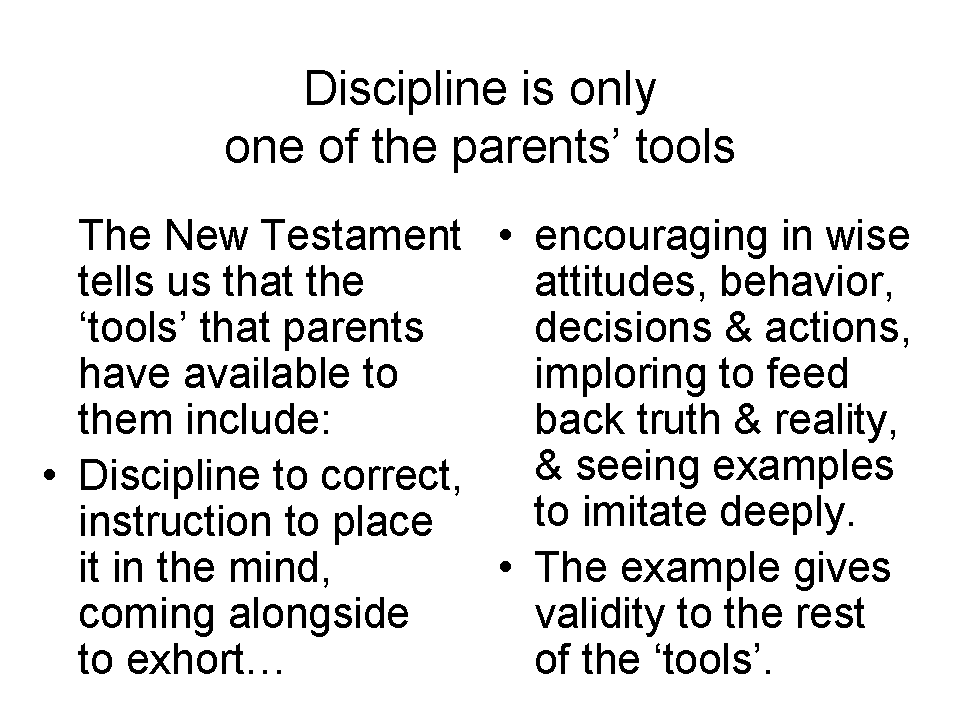 Discipline is only
one of the parents’ tools
The New Testament
tells us that the
‘tools’ that parents
have available to
them include:
• Discipline to correct,
instruction to place
it in the mind,
coming alongside
to exhort…
• encouraging in wise
attitudes, behavior,
decisions & actions,
imploring to feed
back truth & reality,
& seeing examples
to imitate deeply.
• The example gives
validity to the rest
of the ‘tools’.